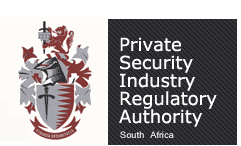 Private
Security
Industry
Regulatory
Authority
South Africa